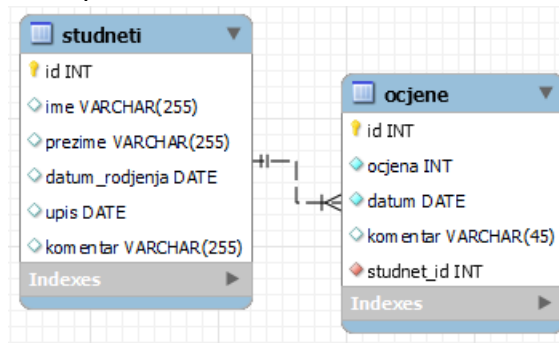 studneti
id INT
ime VARCHAR(255)
prezime VARCHAR(255)
datum_rodjenja DATE
upis DATE
komentar VARCHAR(255)
Indexes
ocjene
id INT
ocjena INT
datum DATE
komentar VARCHAR(45)
studnet_id INT
Indexes